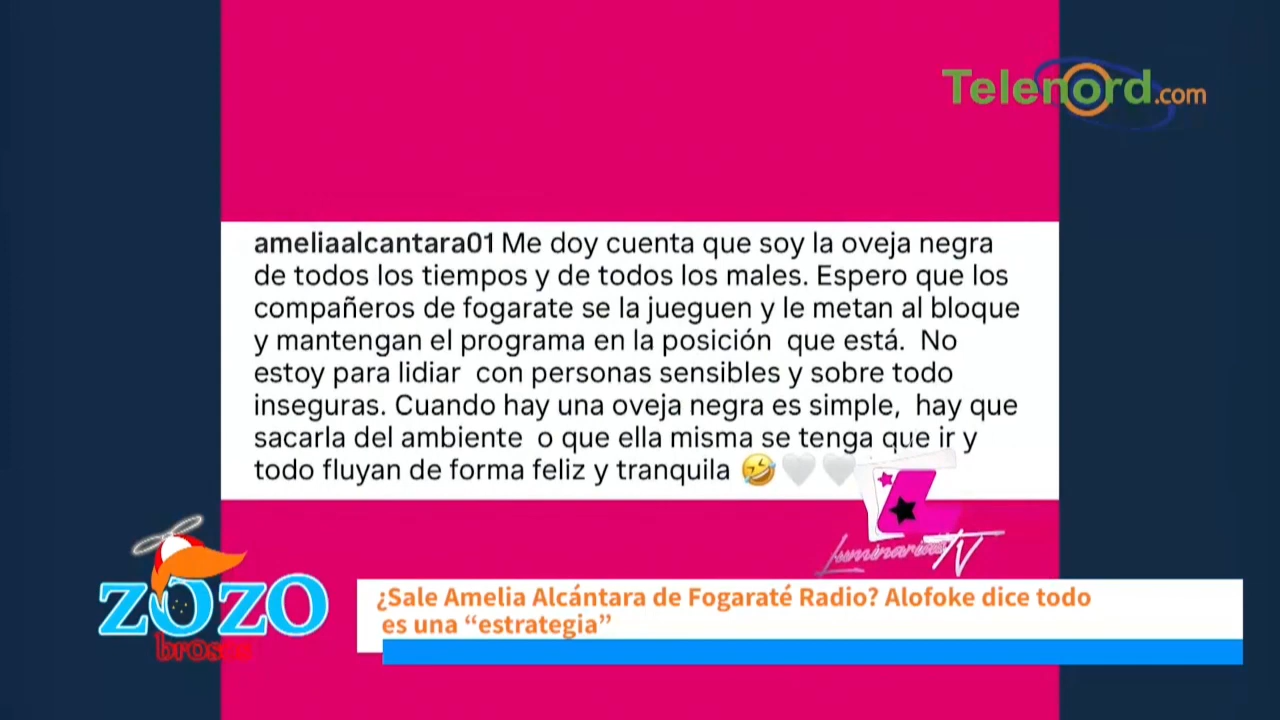 Telenord.com
ameliaalcantara01 Me doy cuenta que soy la oveja negra
de todos los tiempos y de todos los males. Espero que los
compañeros de fogarate se la jueguen y le metan al bloque
y mantengan el programa en la posición que está. No
estoy para lidiar con personas sensibles y sobre todo
inseguras. Cuando hay una oveja negra es simple, hay que
sacarla del ambiente o que ella misma se tenga que ir y
todo fluyan de forma feliz y tranquila 🤣🤍🤍
Luminarias TV
zozo
¿Sale Amelia Alcántara de Fogaraté Radio? Alofoke dice todo
es una “estrategia”